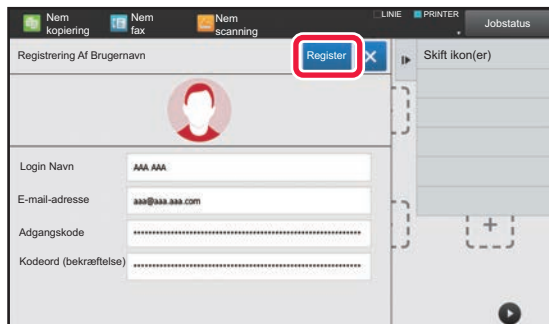 Nem kopiering
Nem fax
Nem scanning
LINIE
PRINTER
Jobstatus
Registrering Af Brugernavn
Register
Skift ikon(er)
Login Navn
AAA AAA
E-mail-adresse
aaa@aaa.aaa.com
Adgangskode
Kodeord (bekræftelse)